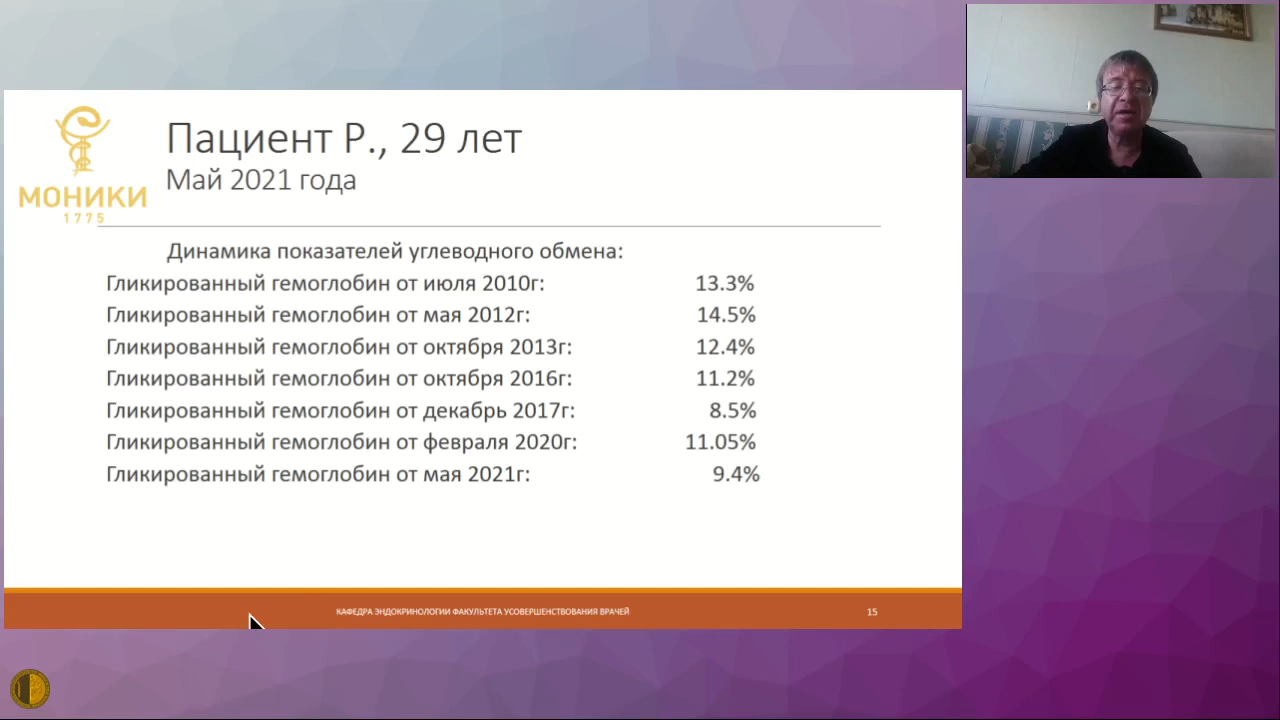 МОНИКИ
1775
Пациент Р., 29 лет
Май 2021 года
Динамика показателей углеводного обмена:
Гликированный гемоглобин от июля 2010г: 13.3%
Гликированный гемоглобин от мая 2012г: 14.5%
Гликированный гемоглобин от октября 2013г: 12.4%
Гликированный гемоглобин от октября 2016г: 11.2%
Гликированный гемоглобин от декабрь 2017г: 8.5%
Гликированный гемоглобин от февраля 2020г: 11.05%
Гликированный гемоглобин от мая 2021г: 9.4%
КАФЕДРА ЭНДОКРИНОЛОГИИ ФАКУЛЬТЕТА УСОВЕРШЕНСТВОВАНИЯ ВРАЧЕЙ 15